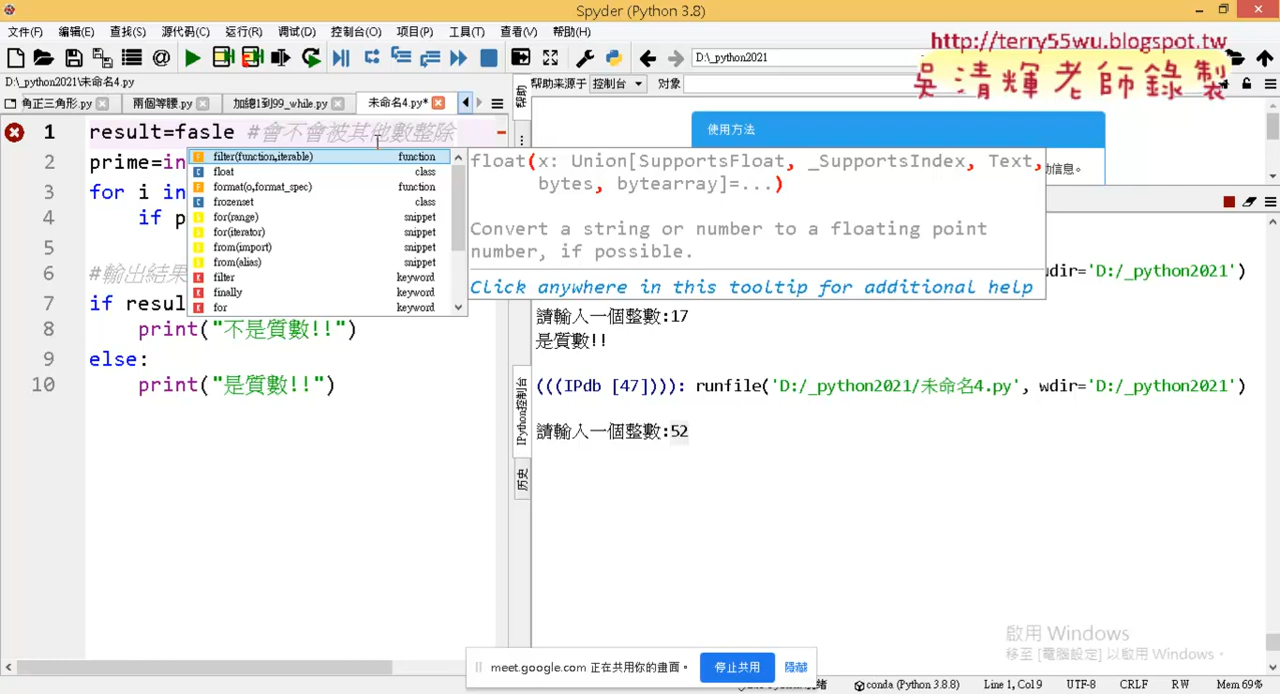 Spyder (Python 3.8)
文件(F) 编辑(E) 查找(S) 源代码(C) 运行(R) 调试(D) 控制台(O) 项目(P) 工具(T) 查看(V) 帮助(H)
D:\_python2021
http://terry55wu.blogspot.tw
吳清輝老師錄製
D:\_python2021\未命名4.py
帮助来源于 控制台 对象
角正三角形.py 兩個等腰.py 加總1到99_while.py 未命名4.py*
帮助
使用方法
动信息。
1 result=fasle #會不會被其他數整除
2 prime=in
3 for i in
4 if p
5
6 #輸出結果
7 if resul
8 print("不是質數!!")
9 else:
10 print("是質數!!")
filter(function,iterable) function
float class
format(o,format_spec) function
frozenset class
for(range) snippet
for(iterator) snippet
from(import) snippet
from(alias) snippet
filter keyword
finally keyword
for keyword
float(x: Union[SupportsFloat, _SupportsIndex, Text,
bytes, bytearray]=...)
Convert a string or number to a floating point
number, if possible.
Click anywhere in this tooltip for additional help
wdir='D:/_python2021')
請輸入一個整數:17
是質數!!
(((IPdb [47]))): runfile('D:/_python2021/未命名4.py', wdir='D:/_python2021')
請輸入一個整數:52
IPython控制台
历史
啟用 Windows
移至 [電腦設定] 以啟用 Windows。
meet.google.com 正在共用你的畫面。 停止共用 隱藏
conda (Python 3.8.8) Line 1, Col 9 UTF-8 CRLF RW Mem 69%